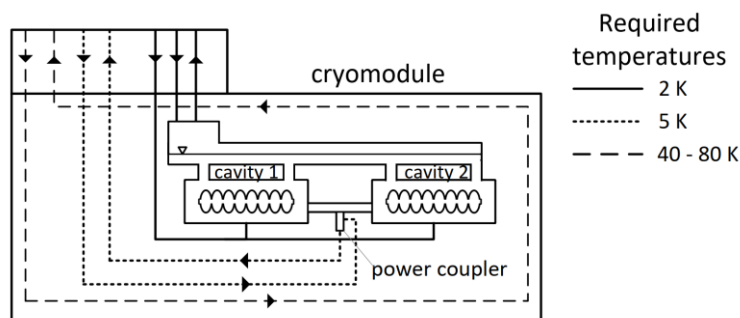 Required
temperatures
cryomodule
2 K
5 K
40 - 80 K
cavity 1
cavity 2
power coupler